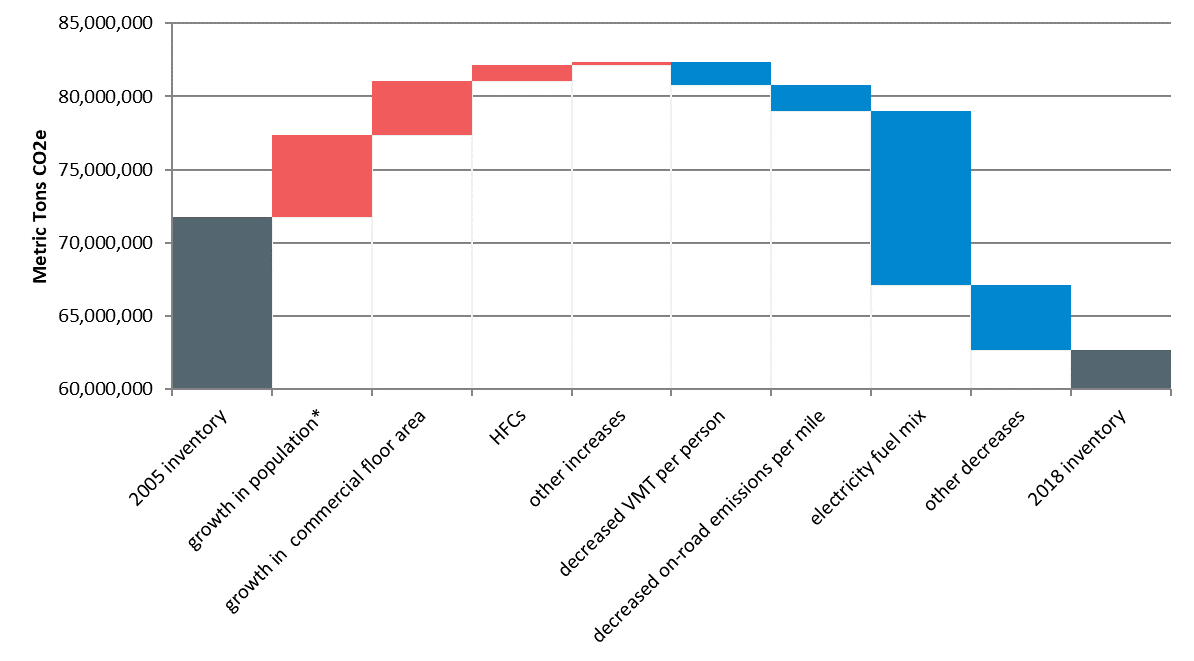 85,000,000
80,000,000
75,000,000
70,000,000
65,000,000
60,000,000
Metric Tons CO2e
2005 inventory
growth in population*
growth in  commercial floor area
HFCs
other increases
decreased VMT per person
decreased on-road emissions per mile
electricity fuel mix
other decreases
2018 inventory